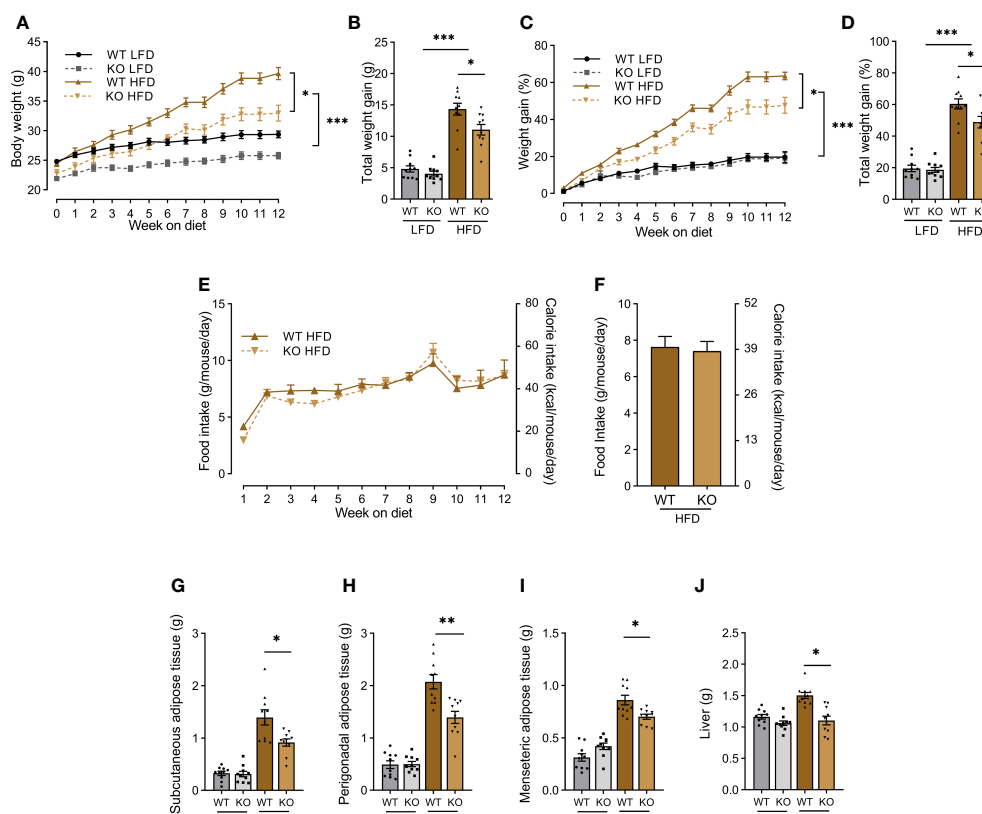 A
Body weight (g)
45
40
35
30
25
20
WT LFD
KO LFD
WT HFD
KO HFD
*
***
0 1 2 3 4 5 6 7 8 9 10 11 12
Week on diet
B
Total weight gain (g)
25
20
15
10
5
0
***
*
WT KO WT KO
LFD HFD
C
Weight gain (%)
80
60
40
20
0
WT LFD
KO LFD
WT HFD
KO HFD
*
***
0 1 2 3 4 5 6 7 8 9 10 11 12
Week on diet
D
Total weight gain (%)
100
80
60
40
20
0
***
*
WT KO WT KO
LFD HFD
E
Food intake (g/mouse/day)
15
10
5
0
WT HFD
KO HFD
80
60
40
20
0
Calorie intake (kcal/mouse/day)
1 2 3 4 5 6 7 8 9 10 11 12
Week on diet
F
Food Intake (g/mouse/day)
10
8
6
4
2
0
52
39
26
13
0
Calorie intake (kcal/mouse/day)
WT KO
HFD
G
Subcutaneous adipose tissue (g)
3
2
1
0
*
WT KO WT KO
H
Perigonadal adipose tissue (g)
3
2
1
0
**
WT KO WT KO
I
Menseteric adipose tissue (g)
1.5
1.0
0.5
0.0
*
WT KO WT KO
J
Liver (g)
2.5
2.0
1.5
1.0
0.5
0.0
*
WT KO WT KO